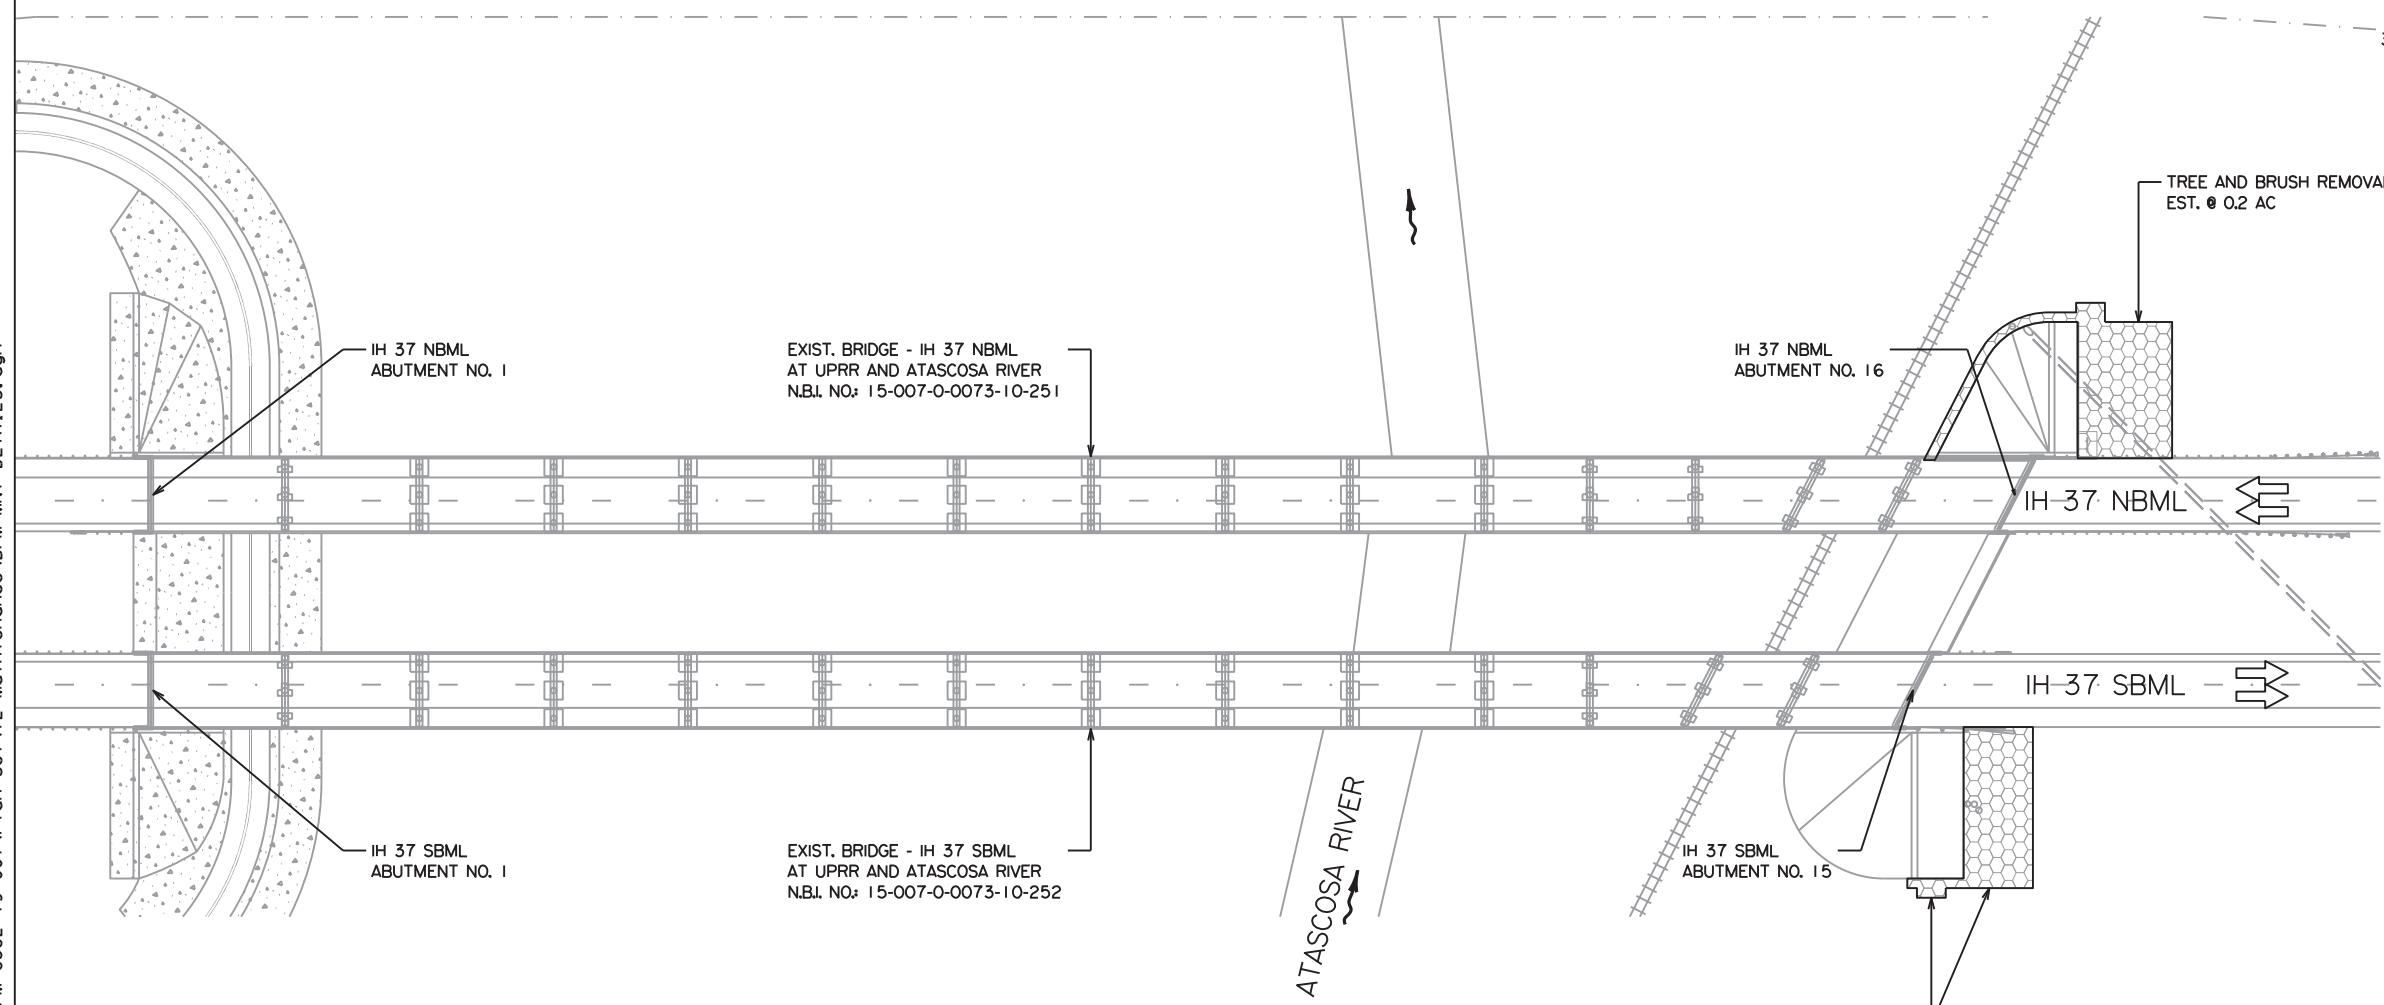 TREE AND BRUSH REMOVAL
EST. @ 0.2 AC
IH 37 NBML
ABUTMENT NO. 1
EXIST. BRIDGE - IH 37 NBML
AT UPRR AND ATASCOSA RIVER
N.B.I. NO.: 15-007-0-0073-10-251
IH 37 NBML
ABUTMENT NO. 16
IH 37 NBML
IH 37 SBML
IH 37 SBML
ABUTMENT NO. 1
EXIST. BRIDGE - IH 37 SBML
AT UPRR AND ATASCOSA RIVER
N.B.I. NO.: 15-007-0-0073-10-252
ATASCOSA RIVER
IH 37 SBML
ABUTMENT NO. 15